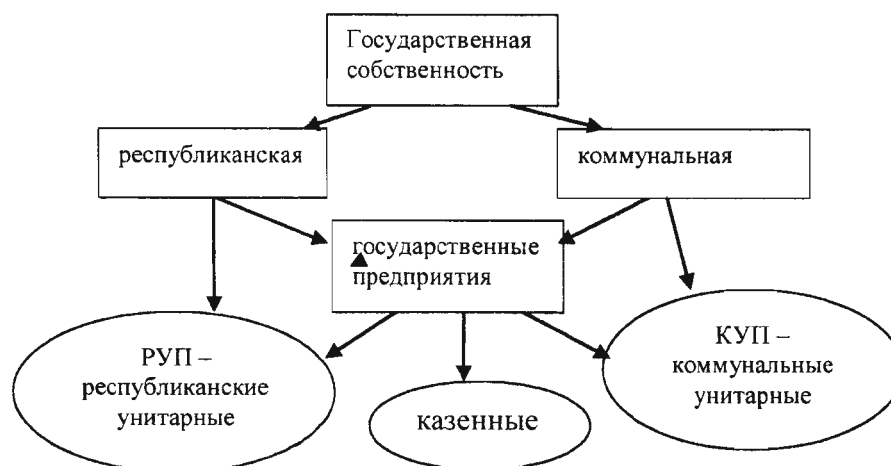 Государственная
собственность
республиканская
коммунальная
государственные
предприятия
РУП –
республиканские
унитарные
казенные
КУП –
коммунальные
унитарные